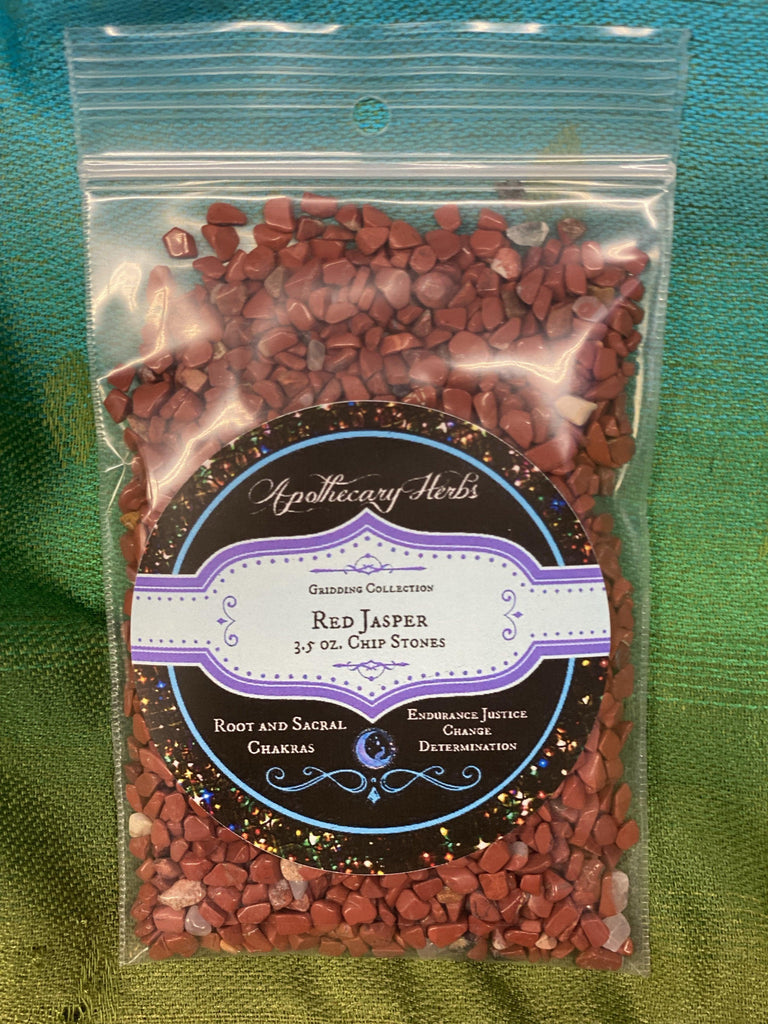 Apothecary Herbs
Gridding Collection
Red Jasper
3.5 oz. Chip Stones
Root and Sacral
Chakras
Endurance Justice
Change
Determination